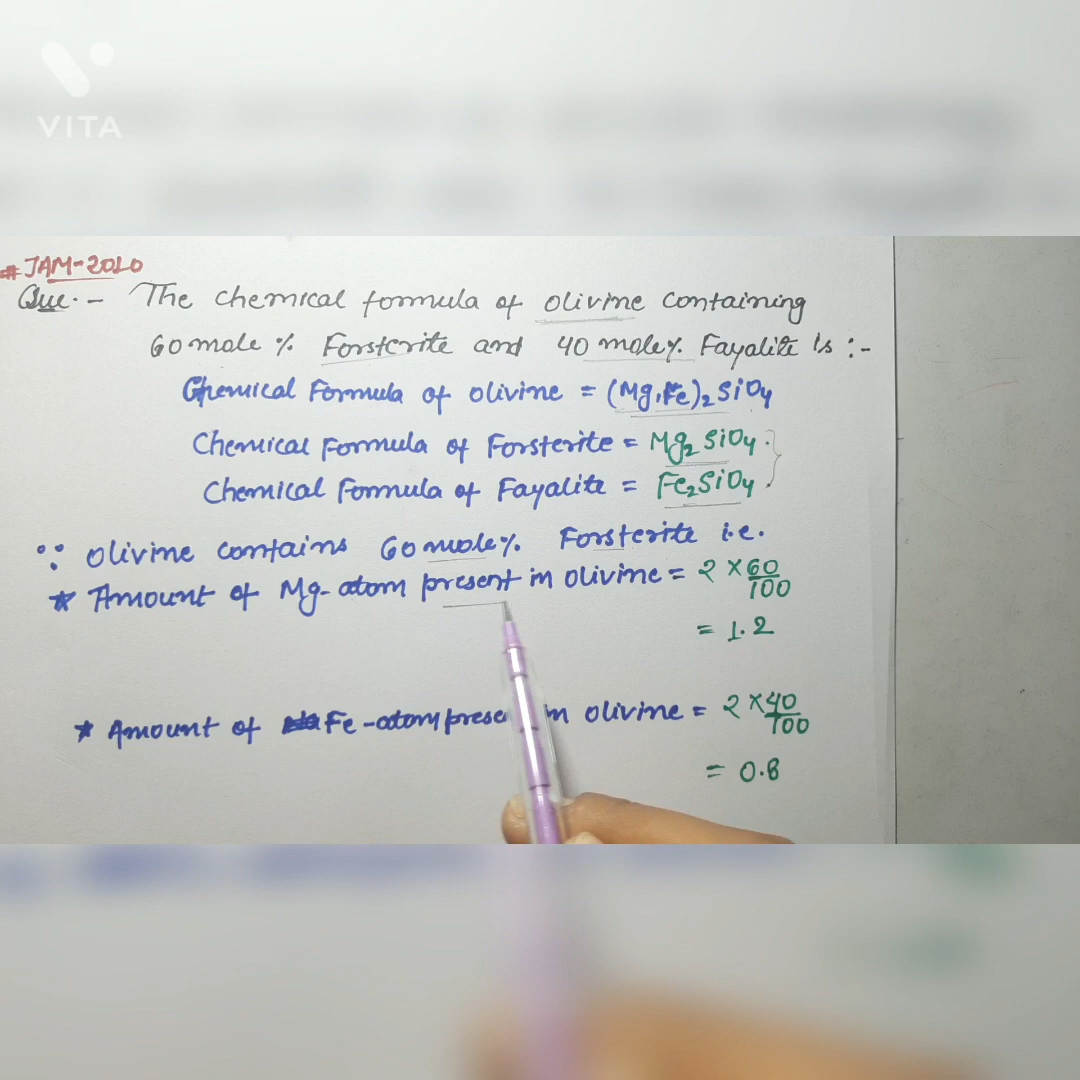 VITA
#JAM-2010
Que.- The chemical formula of olivine containing
60 mole % Forsterite and 40 mole% Fayalite is :-
Chemical Formula of olivine = (Mg,Fe)₂SiO₄
Chemical Formula of Forsterite = Mg₂SiO₄.
Chemical Formula of Fayalite = Fe₂SiO₄
∵ olivine contains 60 mole% Forsterite i.e.
* Amount of Mg-atom present in olivine = 2 × 60/100
= 1.2
* Amount of Fe-atom prese in olivine = 2 × 40/100
= 0.8